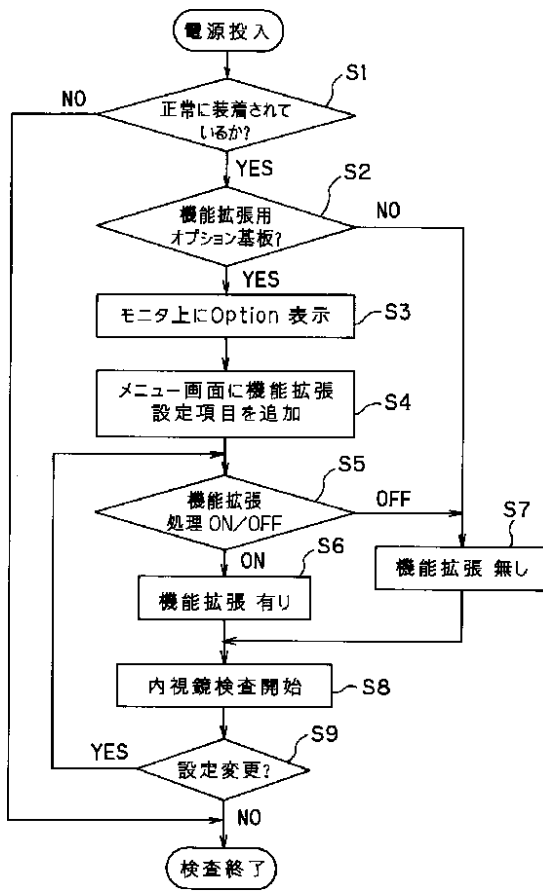 電源投入
S1
NO
正常に装着されて
いるか?
YES
S2
機能拡張用
オプション基板?
NO
YES
モニタ上にOption 表示
S3
メニュー画面に機能拡張
設定項目を追加
S4
S5
機能拡張
処理 ON/OFF
OFF
S7
ON
S6
機能拡張 無し
機能拡張 有り
内視鏡検査開始
S8
YES
S9
設定変更?
NO
検査終了